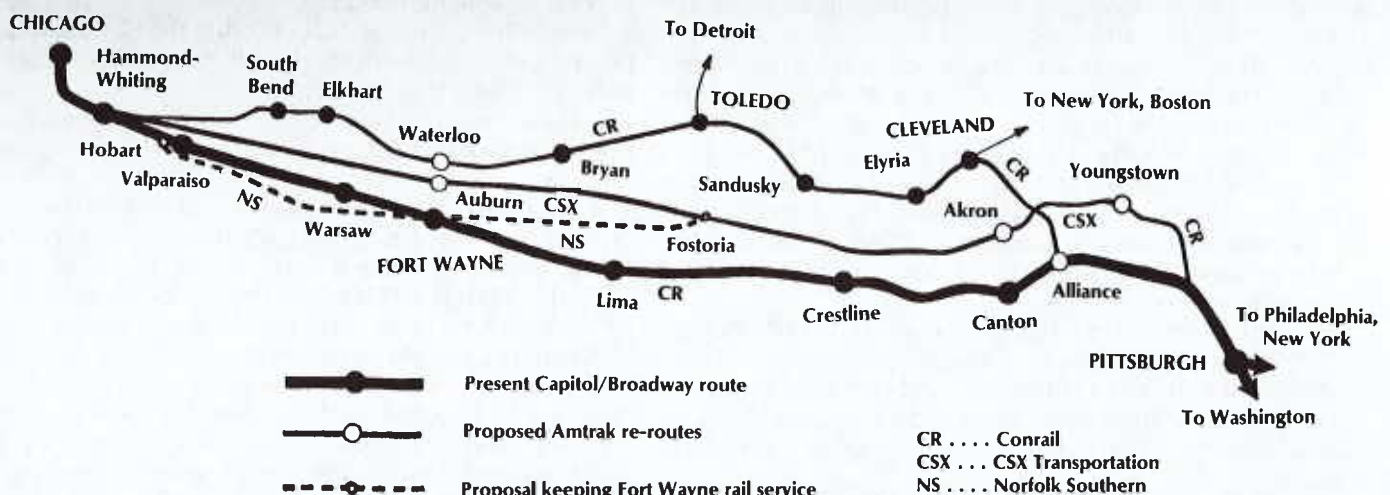 CHICAGO
Hammond-
Whiting
South
Bend
Elkhart
To Detroit
TOLEDO
To New York, Boston
CLEVELAND
Waterloo
CR
Bryan
Elyria
CR
Youngstown
Hobart
Valparaiso
NS
Sandusky
Auburn
CSX
Akron
CSX
CR
Warsaw
NS
Fostoria
FORT WAYNE
Lima
CR
Crestline
Canton
Alliance
To Philadelphia,
New York
PITTSBURGH
To Washington
Present Capitol/Broadway route
Proposed Amtrak re-routes
Proposal keeping Fort Wayne rail service
CR .... Conrail
CSX ... CSX Transportation
NS .... Norfolk Southern